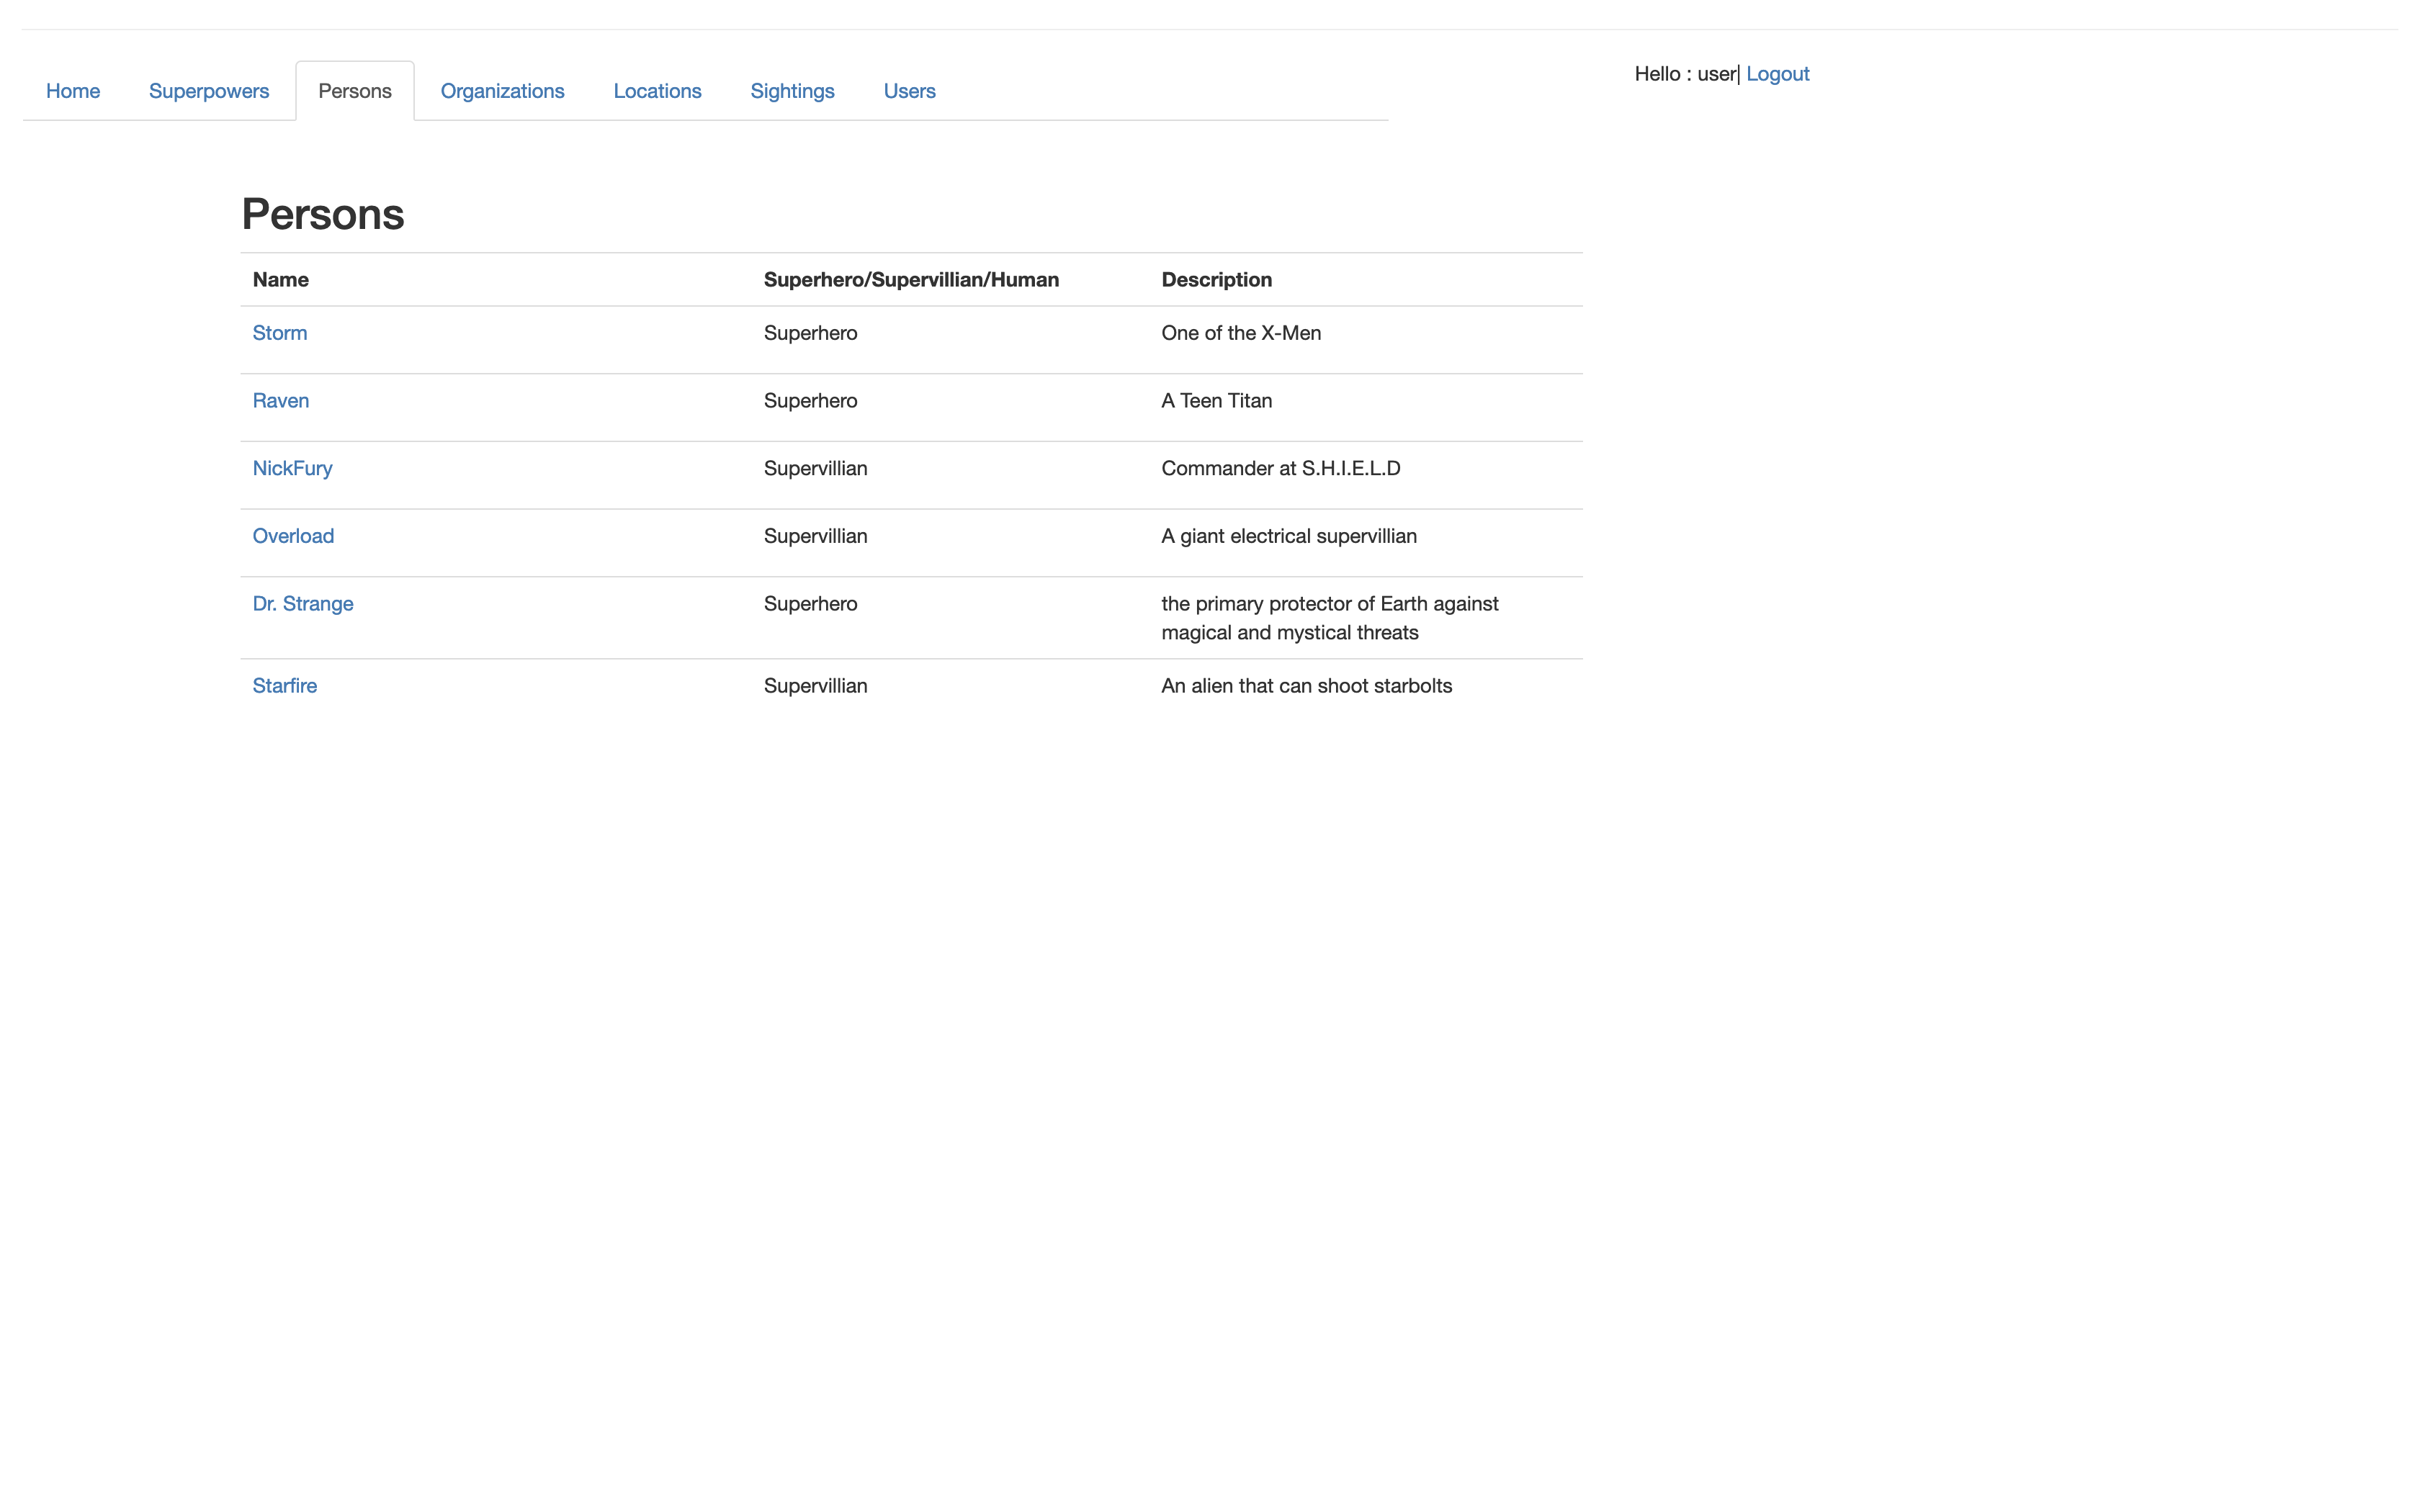 Home Superpowers Persons Organizations Locations Sightings Users
Hello : user| Logout
Persons
Name Superhero/Supervillian/Human Description
Storm Superhero One of the X-Men
Raven Superhero A Teen Titan
NickFury Supervillian Commander at S.H.I.E.L.D
Overload Supervillian A giant electrical supervillian
Dr. Strange Superhero the primary protector of Earth against
magical and mystical threats
Starfire Supervillian An alien that can shoot starbolts